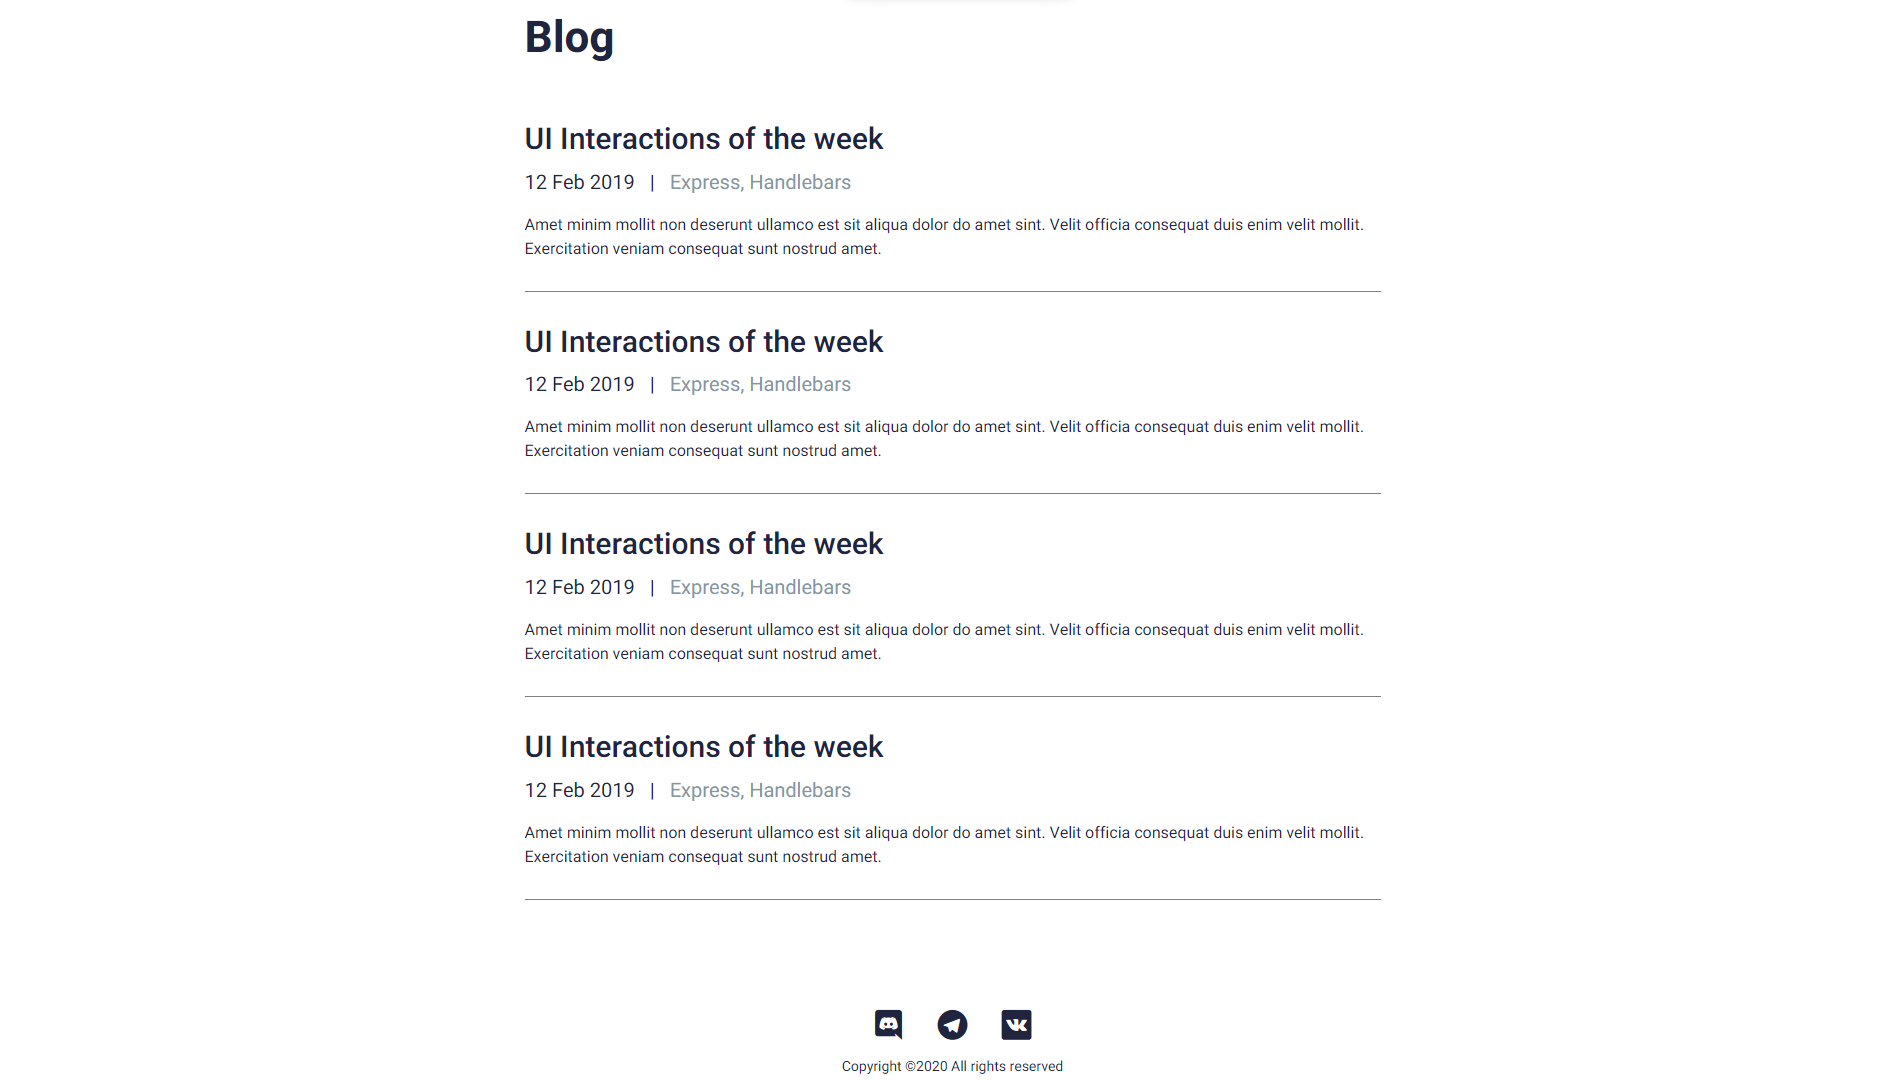 Blog
UI Interactions of the week
12 Feb 2019 | Express, Handlebars
Amet minim mollit non deserunt ullamco est sit aliqua dolor do amet sint. Velit officia consequat duis enim velit mollit.
Exercitation veniam consequat sunt nostrud amet.
UI Interactions of the week
12 Feb 2019 | Express, Handlebars
Amet minim mollit non deserunt ullamco est sit aliqua dolor do amet sint. Velit officia consequat duis enim velit mollit.
Exercitation veniam consequat sunt nostrud amet.
UI Interactions of the week
12 Feb 2019 | Express, Handlebars
Amet minim mollit non deserunt ullamco est sit aliqua dolor do amet sint. Velit officia consequat duis enim velit mollit.
Exercitation veniam consequat sunt nostrud amet.
UI Interactions of the week
12 Feb 2019 | Express, Handlebars
Amet minim mollit non deserunt ullamco est sit aliqua dolor do amet sint. Velit officia consequat duis enim velit mollit.
Exercitation veniam consequat sunt nostrud amet.
Copyright ©2020 All rights reserved